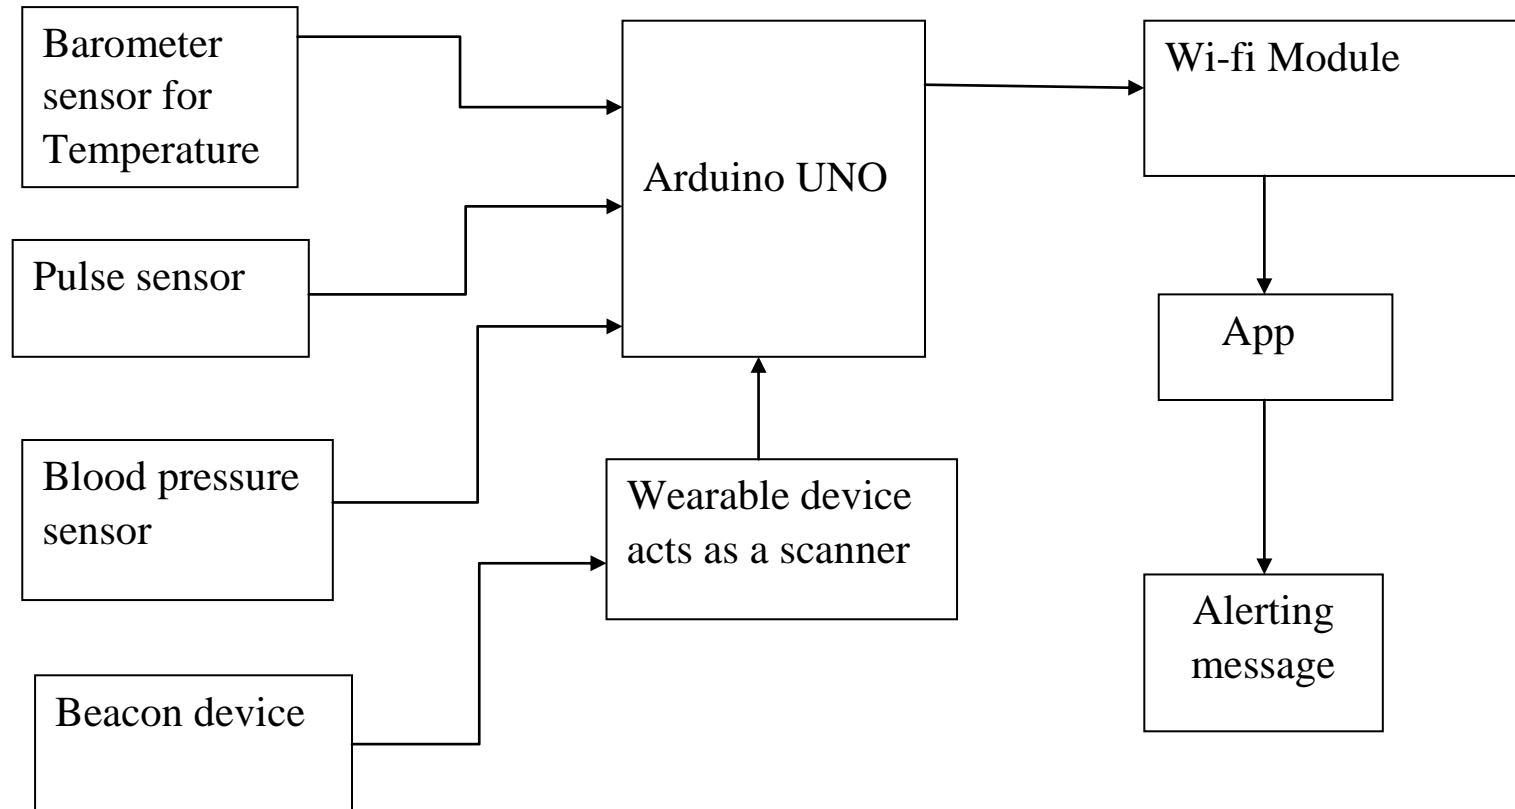 Barometer
sensor for
Temperature
Pulse sensor
Blood pressure
sensor
Beacon device
Arduino UNO
Wearable device
acts as a scanner
Wi-fi Module
App
Alerting
message